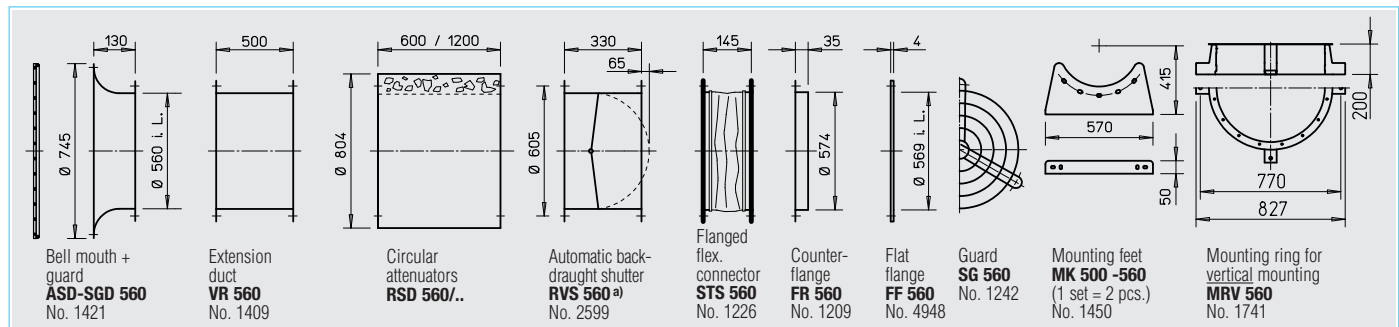 130
500
600 / 1200
330
65
145
35
4
415
200
Ø 745
Ø 560 i. L.
Ø 804
Ø 605
Ø 574
Ø 569 i. L.
570
50
770
827
Bell mouth +
guard
ASD-SGD 560
No. 1421
Extension
duct
VR 560
No. 1409
Circular
attenuators
RSD 560/..
Automatic back-
draught shutter
RVS 560 a)
No. 2599
Flanged
flex.
connector
STS 560
No. 1226
Counter-
flange
FR 560
No. 1209
Flat
flange
FF 560
No. 4948
Guard
SG 560
No. 1242
Mounting feet
MK 500 -560
(1 set = 2 pcs.)
No. 1450
Mounting ring for
vertical mounting
MRV 560
No. 1741